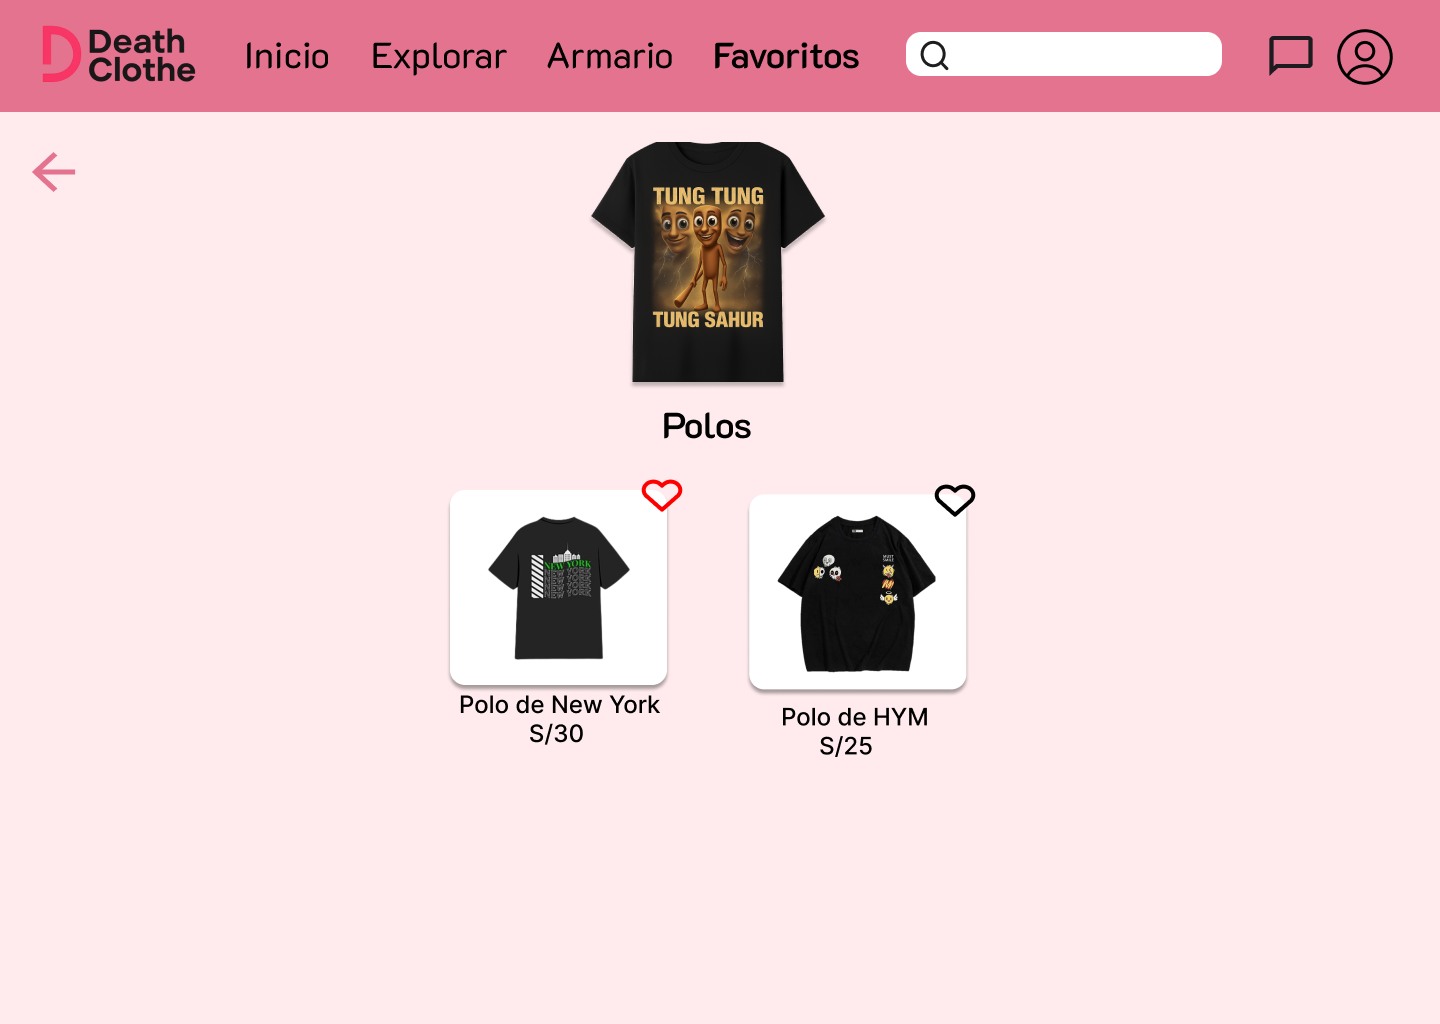 Death
Clothe
Inicio
Explorar
Armario
Favoritos
TUNG TUNG
TUNG SAHUR
Polos
NEW YORK
NEW YORK
NEW YORK
NEW YORK
NEW YORK
Polo de New York
S/30
Polo de HYM
S/25